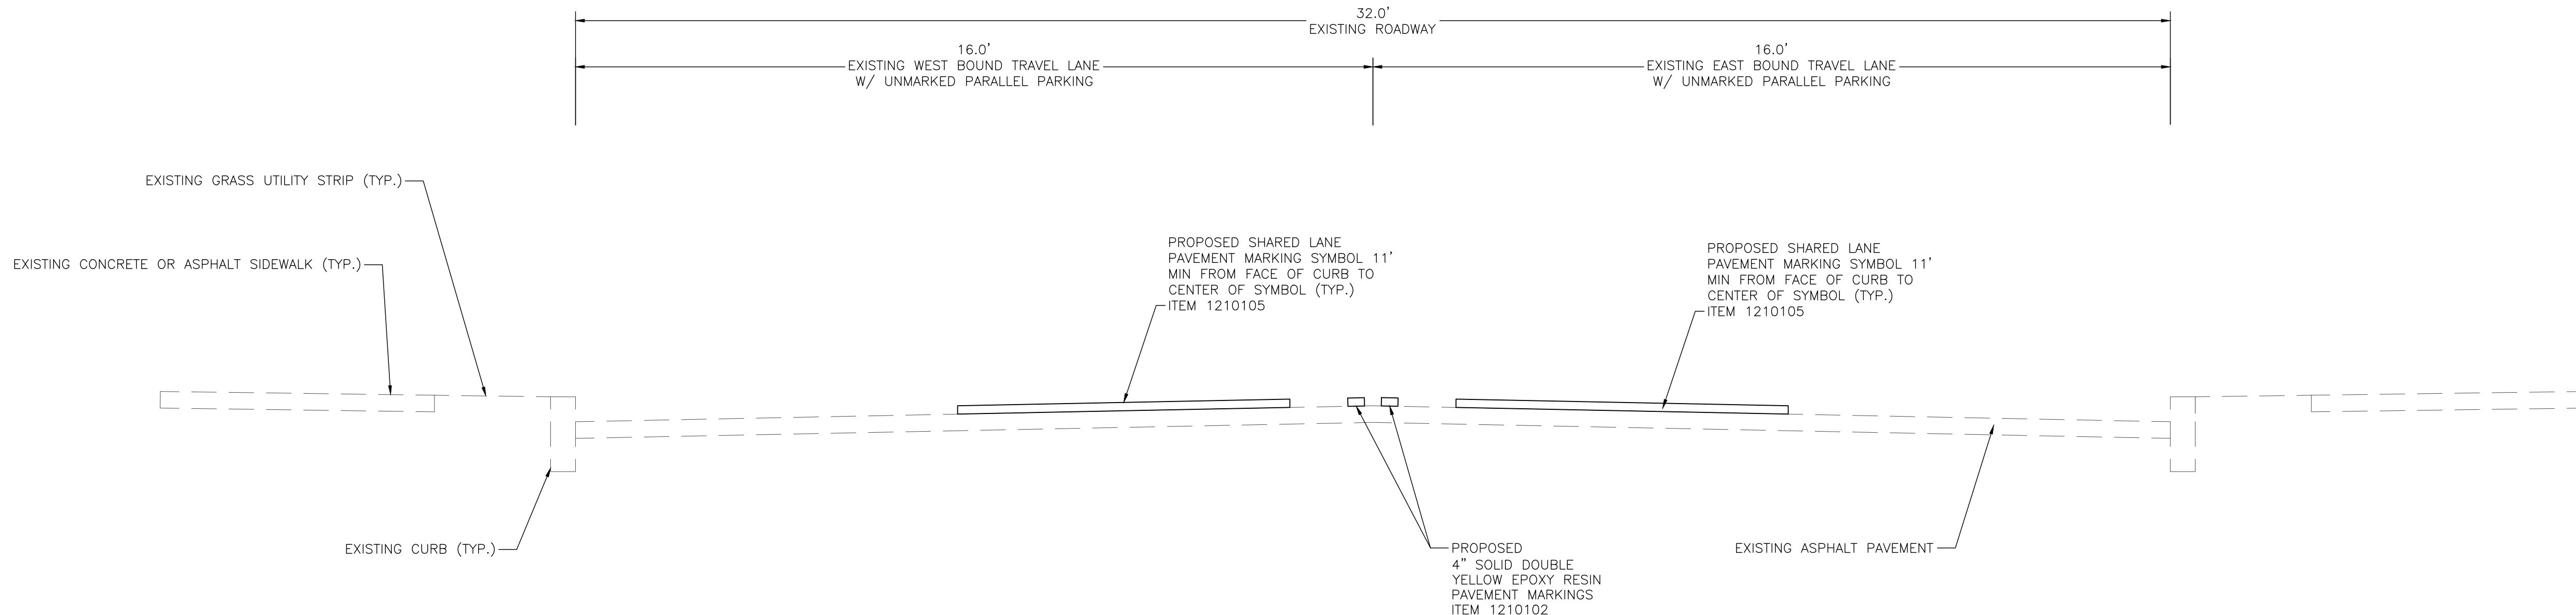 32.0'
EXISTING ROADWAY
16.0'
EXISTING WEST BOUND TRAVEL LANE
W/ UNMARKED PARALLEL PARKING
16.0'
EXISTING EAST BOUND TRAVEL LANE
W/ UNMARKED PARALLEL PARKING
EXISTING GRASS UTILITY STRIP (TYP.)
EXISTING CONCRETE OR ASPHALT SIDEWALK (TYP.)
PROPOSED SHARED LANE
PAVEMENT MARKING SYMBOL 11'
MIN FROM FACE OF CURB TO
CENTER OF SYMBOL (TYP.)
ITEM 1210105
PROPOSED SHARED LANE
PAVEMENT MARKING SYMBOL 11'
MIN FROM FACE OF CURB TO
CENTER OF SYMBOL (TYP.)
ITEM 1210105
EXISTING CURB (TYP.)
PROPOSED
4" SOLID DOUBLE
YELLOW EPOXY RESIN
PAVEMENT MARKINGS
ITEM 1210102
EXISTING ASPHALT PAVEMENT